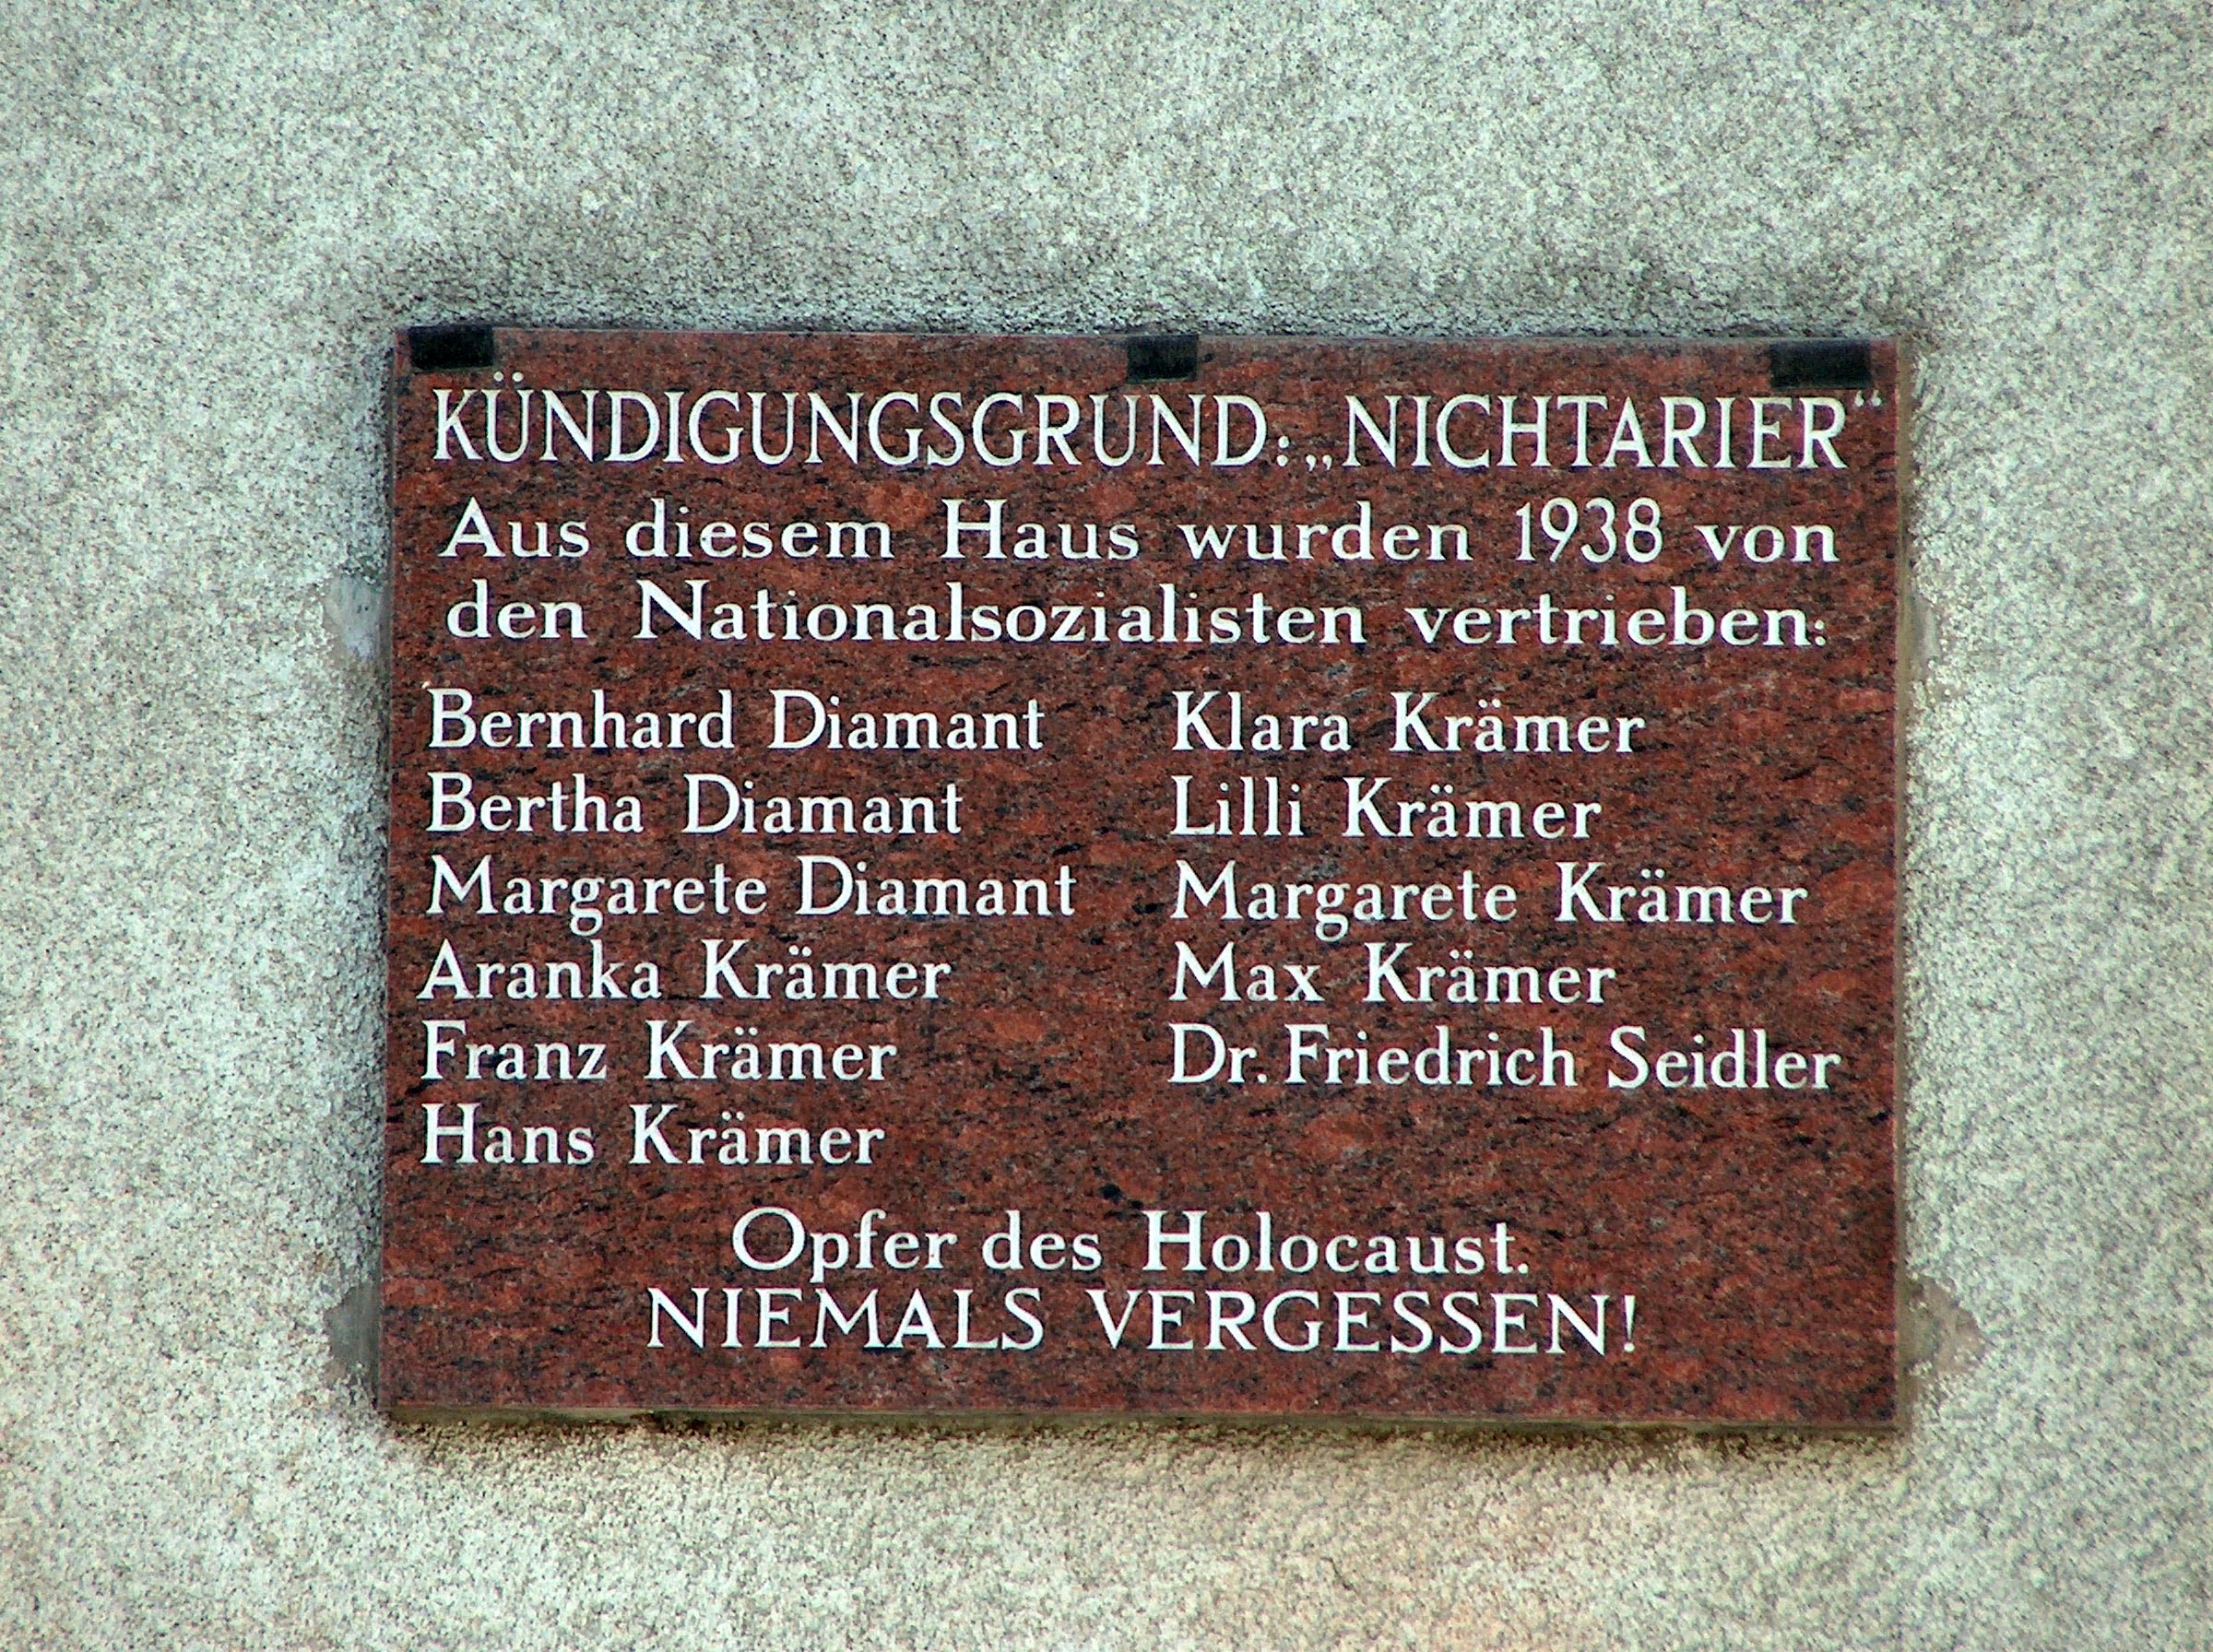 KÜNDIGUNGSGRUND: „NICHTARIER“
Aus diesem Haus wurden 1938 von
den Nationalsozialisten vertrieben:
Bernhard Diamant
Bertha Diamant
Margarete Diamant
Aranka Krämer
Franz Krämer
Hans Krämer
Klara Krämer
Lilli Krämer
Margarete Krämer
Max Krämer
Dr. Friedrich Seidler
Opfer des Holocaust.
NIEMALS VERGESSEN!